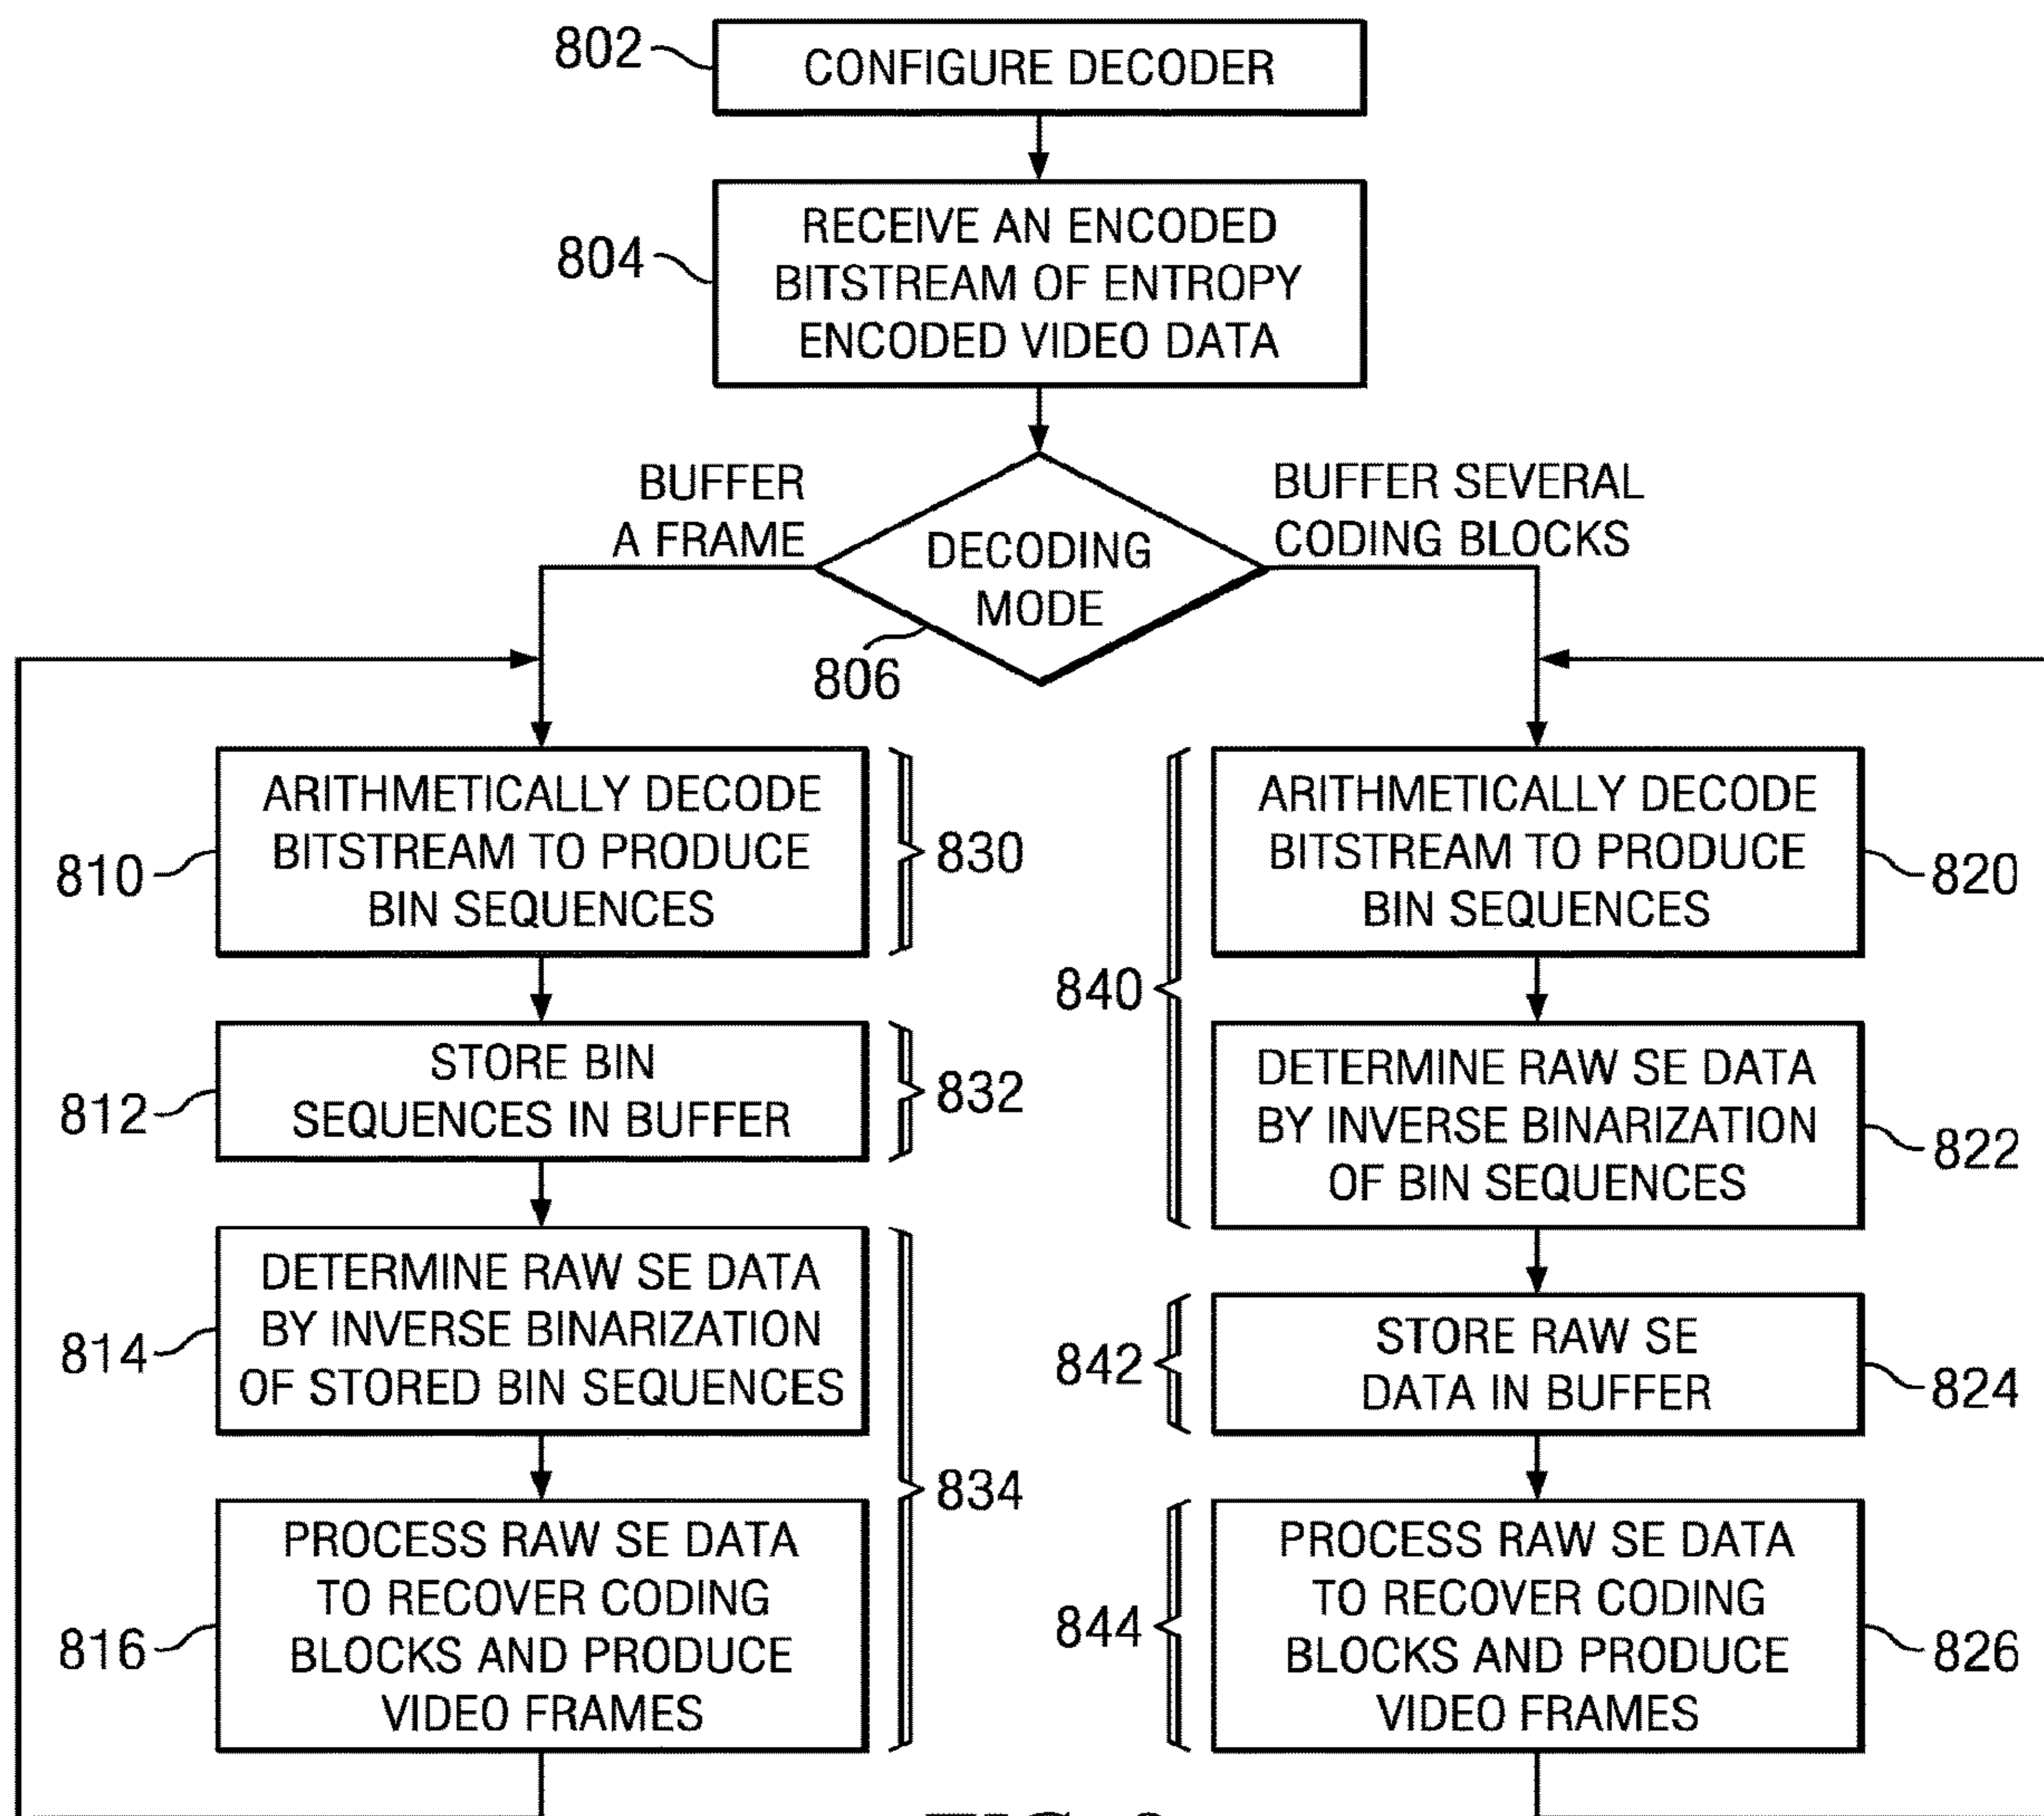 802
CONFIGURE DECODER
804
RECEIVE AN ENCODED
BITSTREAM OF ENTROPY
ENCODED VIDEO DATA
BUFFER
A FRAME
DECODING
MODE
806
BUFFER SEVERAL
CODING BLOCKS
810
ARITHMETICALLY DECODE
BITSTREAM TO PRODUCE
BIN SEQUENCES
830
812
STORE BIN
SEQUENCES IN BUFFER
832
814
DETERMINE RAW SE DATA
BY INVERSE BINARIZATION
OF STORED BIN SEQUENCES
834
816
PROCESS RAW SE DATA
TO RECOVER CODING
BLOCKS AND PRODUCE
VIDEO FRAMES
840
ARITHMETICALLY DECODE
BITSTREAM TO PRODUCE
BIN SEQUENCES
820
DETERMINE RAW SE DATA
BY INVERSE BINARIZATION
OF BIN SEQUENCES
822
842
STORE RAW SE
DATA IN BUFFER
824
844
PROCESS RAW SE DATA
TO RECOVER CODING
BLOCKS AND PRODUCE
VIDEO FRAMES
826